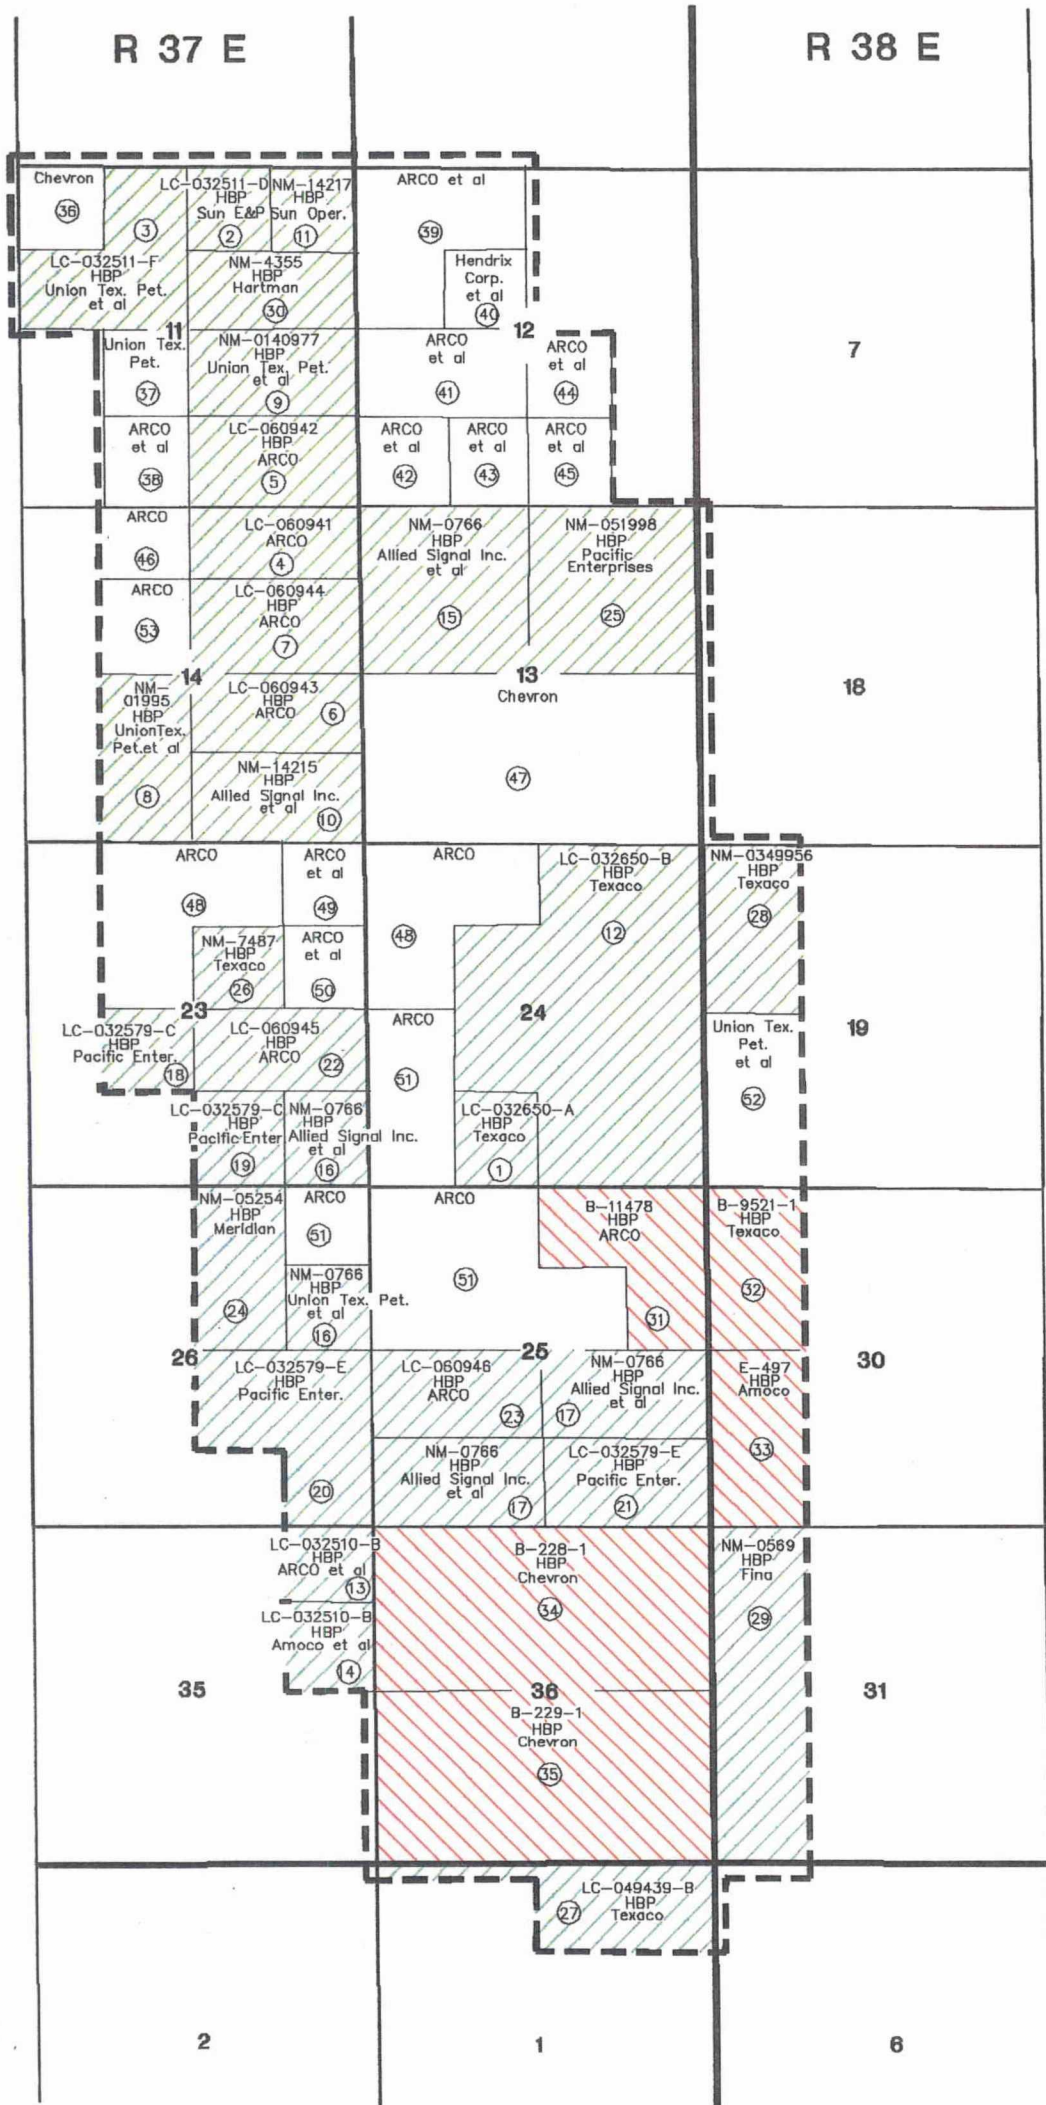 R 37 E
R 38 E
Chevron
36
3
LC-032511-F
HBP
Union Tex. Pet.
et al
LC-032511-D
HBP
Sun E&P
2
NM-14217
HBP
Sun Oper.
11
NM-4355
HBP
Hartman
30
11
ARCO et al
39
Hendrix
Corp.
et al
40
12
7
Union Tex.
Pet.
37
NM-0140977
HBP
Union Tex. Pet.
et al
9
ARCO
et al
41
ARCO
et al
44
ARCO
et al
38
LC-060942
HBP
ARCO
5
ARCO
et al
42
ARCO
et al
43
ARCO
et al
45
ARCO
46
LC-060941
ARCO
4
NM-0766
HBP
Allied Signal Inc.
et al
15
NM-051998
HBP
Pacific
Enterprises
25
ARCO
53
LC-060944
HBP
ARCO
7
14
13
18
NM-
01995
HBP
UnionTex.
Pet.et al
8
LC-060943
HBP
ARCO
6
Chevron
47
NM-14215
HBP
Allied Signal Inc.
et al
10
ARCO
48
ARCO
et al
49
ARCO
48
LC-032650-B
HBP
Texaco
12
NM-0349956
HBP
Texaco
28
NM-7487
HBP
Texaco
26
ARCO
et al
50
23
24
19
LC-032579-C
HBP
Pacific Enter.
18
LC-060945
HBP
ARCO
22
ARCO
51
Union Tex.
Pet.
et al
52
LC-032579-C
HBP
Pacific Enter
19
NM-0766
HBP
Allied Signal Inc.
et al
16
LC-032650-A
HBP
Texaco
1
NM-05254
HBP
Meridian
24
ARCO
51
ARCO
51
B-11478
HBP
ARCO
31
B-9521-1
HBP
Texaco
32
NM-0766
HBP
Union Tex. Pet.
et al
16
26
25
30
LC-032579-E
HBP
Pacific Enter.
20
LC-060946
HBP
ARCO
23
NM-0766
HBP
Allied Signal Inc.
et al
17
E-497
HBP
Amoco
33
NM-0766
HBP
Allied Signal Inc.
et al
17
LC-032579-E
HBP
Pacific Enter.
21
LC-032510-B
HBP
ARCO et al
13
B-228-1
HBP
Chevron
34
NM-0569
HBP
Fina
29
LC-032510-B
HBP
Amoco et al
14
35
36
31
B-229-1
HBP
Chevron
35
LC-049439-B
HBP
Texaco
27
2
1
6